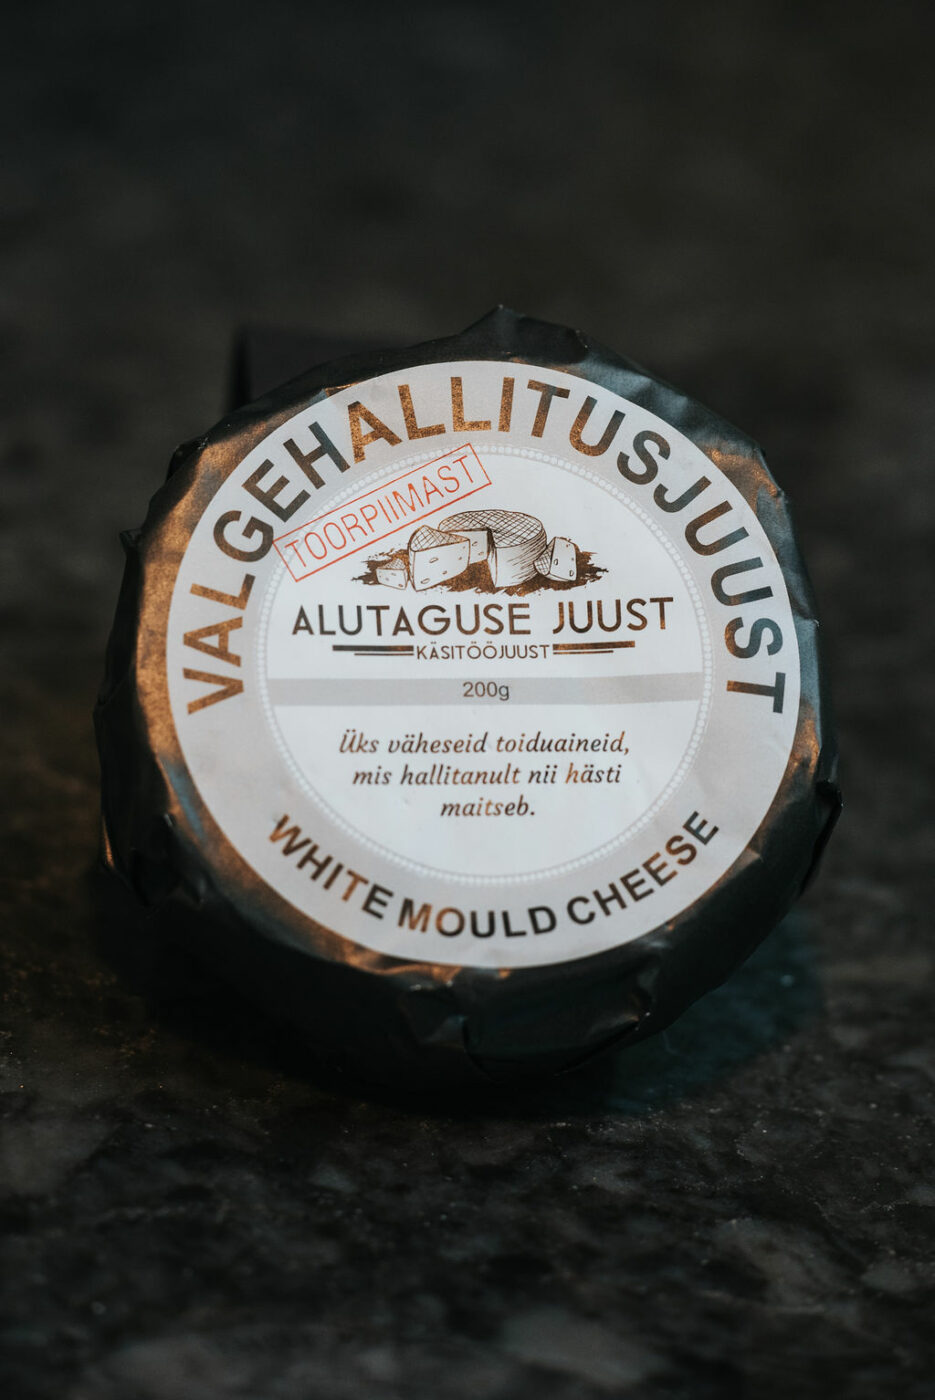 VALGEHALLITUSJUUST
TOORPIIMAST
ALUTAGUSE JUUST
KÄSITÖÖJUUST
200g
Üks väheseid toiduaineid,
mis hallitanult nii hästi
maitseb.
WHITE MOULD CHEESE